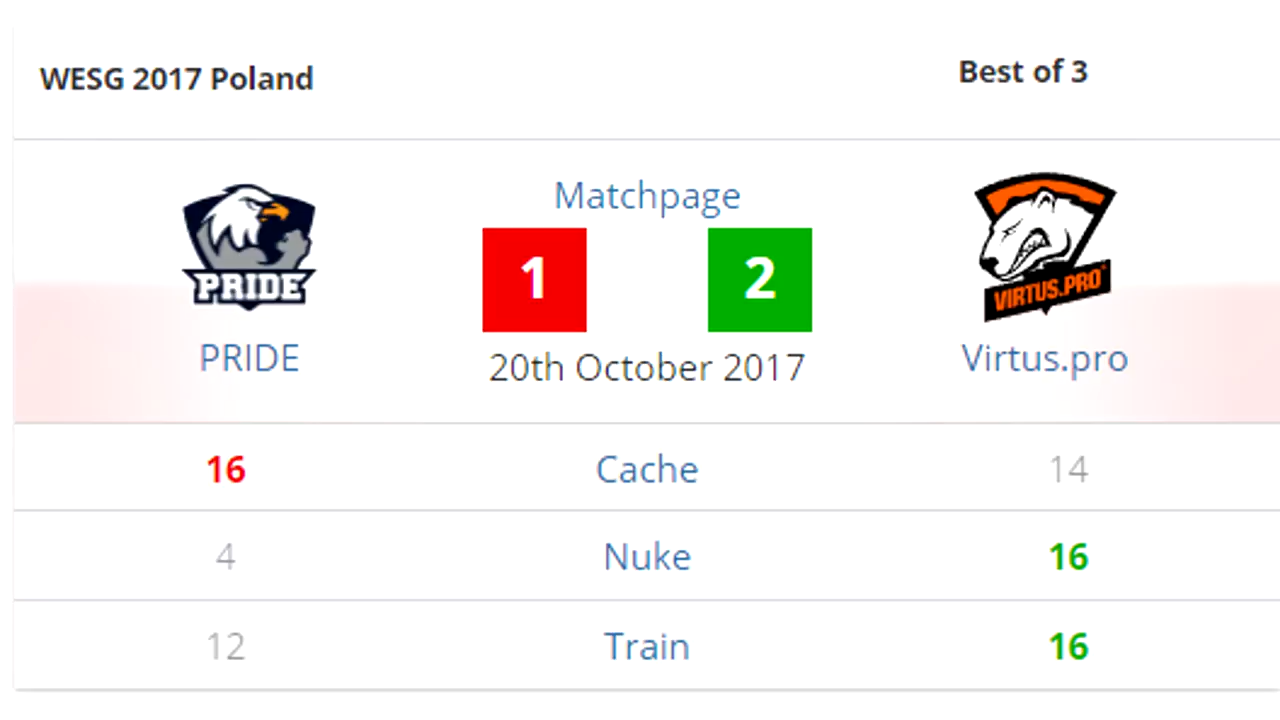 WESG 2017 Poland
Best of 3
Matchpage
1 2
PRIDE
VIRTUS.PRO
PRIDE
20th October 2017
Virtus.pro
16 Cache 14
4 Nuke 16
12 Train 16